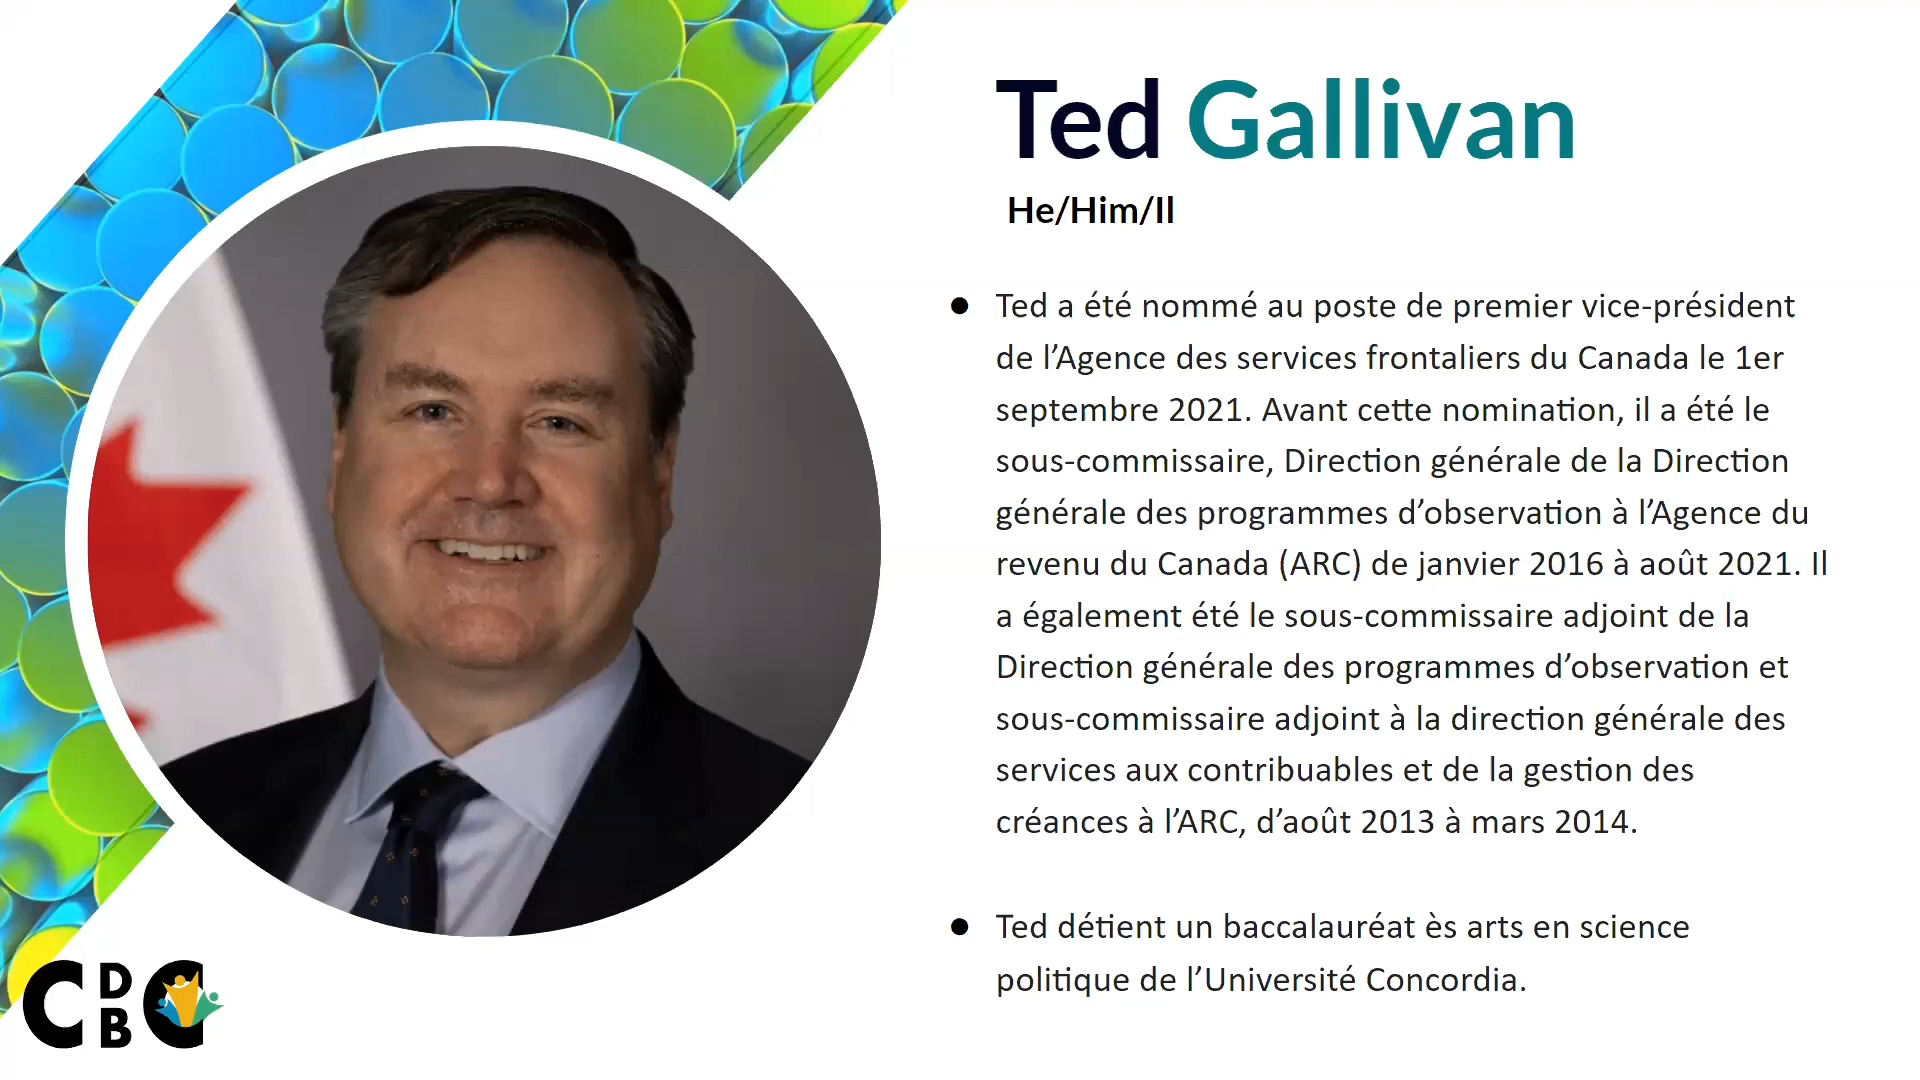 Ted Gallivan
He/Him/Il
● Ted a été nommé au poste de premier vice-président
de l’Agence des services frontaliers du Canada le 1er
septembre 2021. Avant cette nomination, il a été le
sous-commissaire, Direction générale de la Direction
générale des programmes d’observation à l’Agence du
revenu du Canada (ARC) de janvier 2016 à août 2021. Il
a également été le sous-commissaire adjoint de la
Direction générale des programmes d’observation et
sous-commissaire adjoint à la direction générale des
services aux contribuables et de la gestion des
créances à l’ARC, d’août 2013 à mars 2014.
● Ted détient un baccalauréat ès arts en science
politique de l’Université Concordia.
CDBC